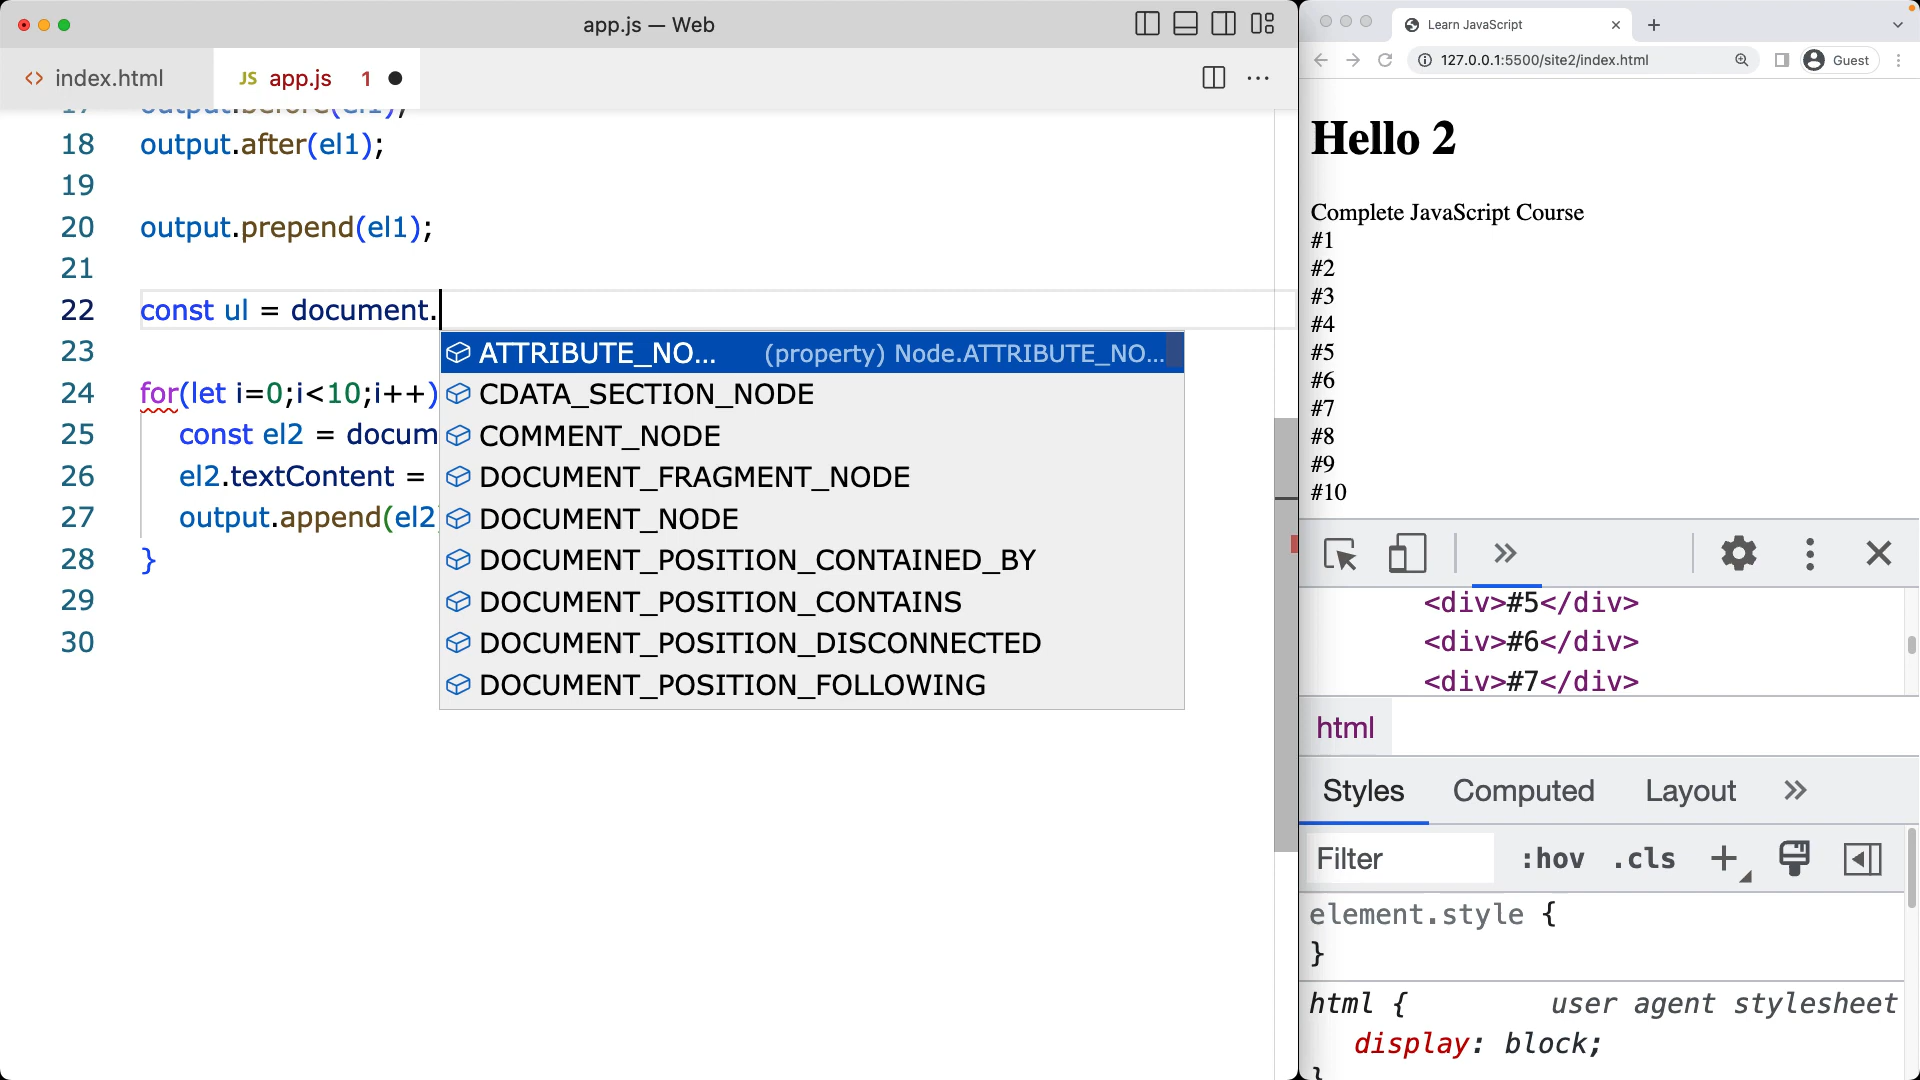 app.js — Web
index.html
JS app.js 1
17 output.before(el1);
18 output.after(el1);
19
20 output.prepend(el1);
21
22 const ul = document.
23
24 for(let i=0;i<10;i++)
25 const el2 = docum
26 el2.textContent =
27 output.append(el2
28 }
29
30
ATTRIBUTE_NO... (property) Node.ATTRIBUTE_NO...
CDATA_SECTION_NODE
COMMENT_NODE
DOCUMENT_FRAGMENT_NODE
DOCUMENT_NODE
DOCUMENT_POSITION_CONTAINED_BY
DOCUMENT_POSITION_CONTAINS
DOCUMENT_POSITION_DISCONNECTED
DOCUMENT_POSITION_FOLLOWING
Learn JavaScript
127.0.0.1:5500/site2/index.html
Guest
Hello 2
Complete JavaScript Course
#1
#2
#3
#4
#5
#6
#7
#8
#9
#10
<div>#5</div>
<div>#6</div>
<div>#7</div>
html
Styles Computed Layout
Filter :hov .cls
element.style {
}
html { user agent stylesheet
display: block;
}